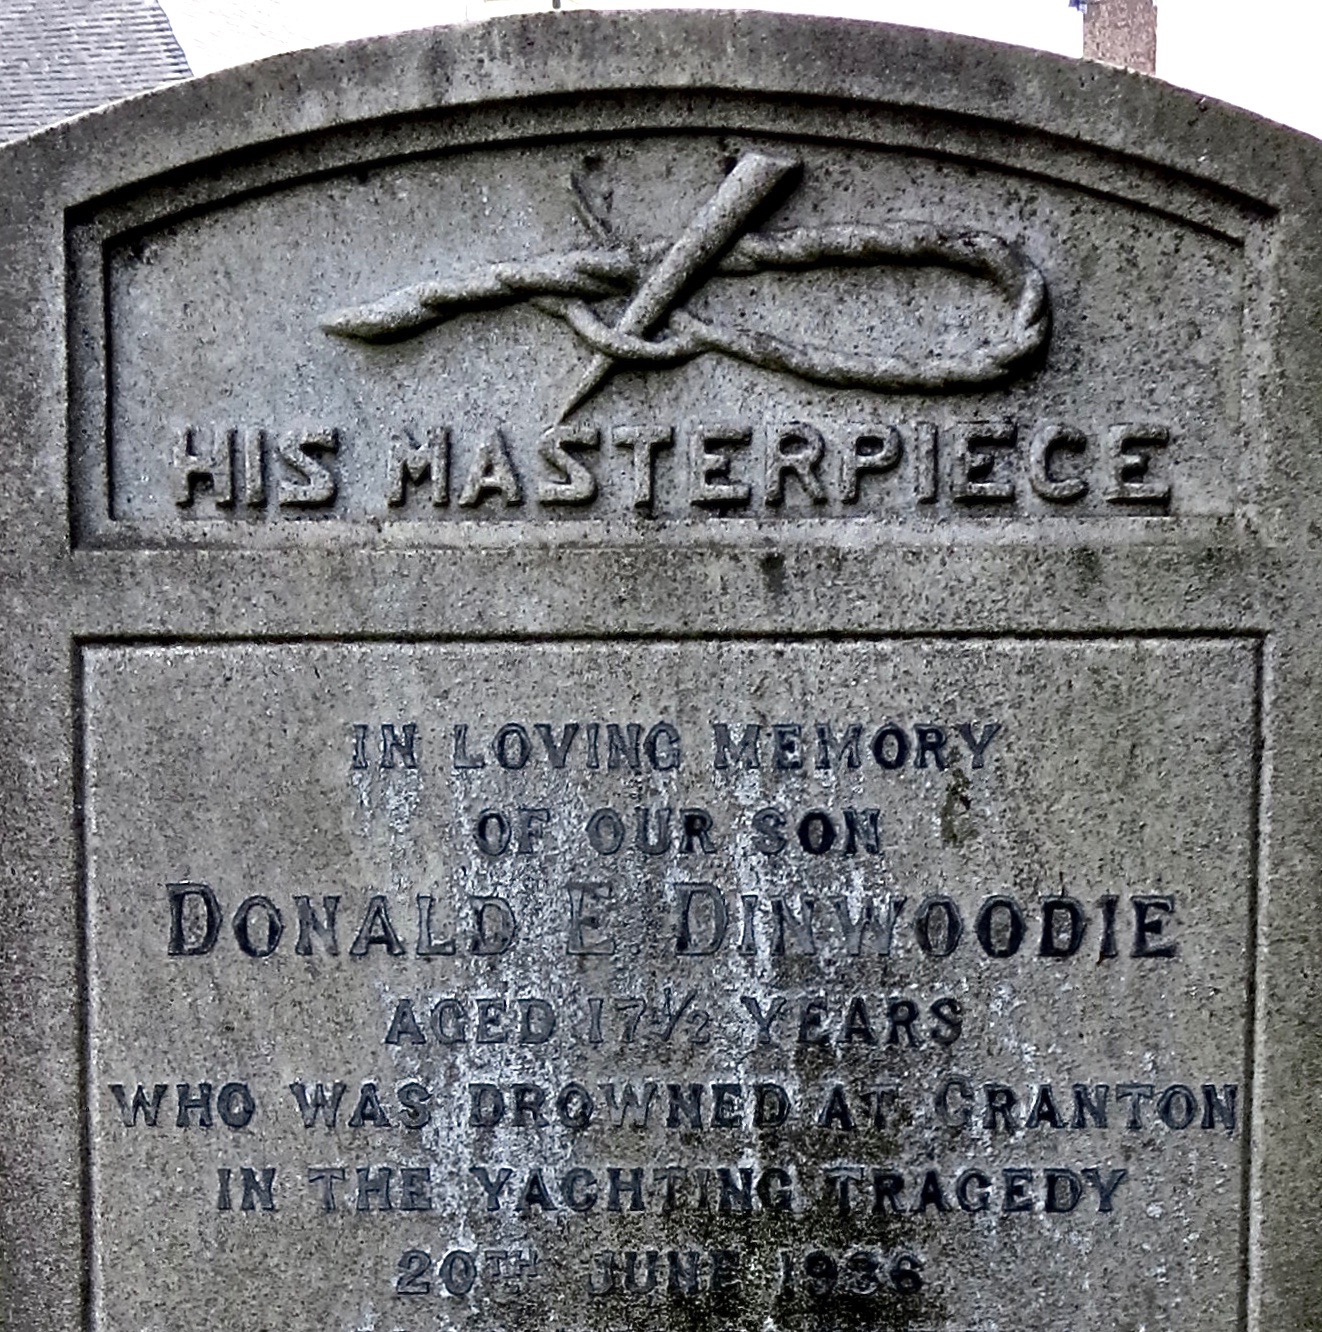 HIS MASTERPIECE
IN LOVING MEMORY
OF OUR SON
DONALD E. DINWOODIE
AGED 17½ YEARS
WHO WAS DROWNED AT GRANTON
IN THE YACHTING TRAGEDY
20TH JUNE 1936